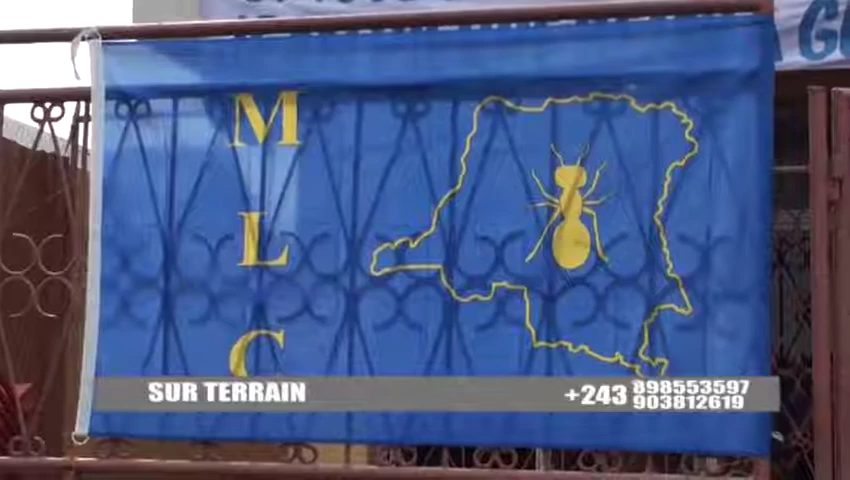 M
L
C
SUR TERRAIN
+243 898553597
903812619